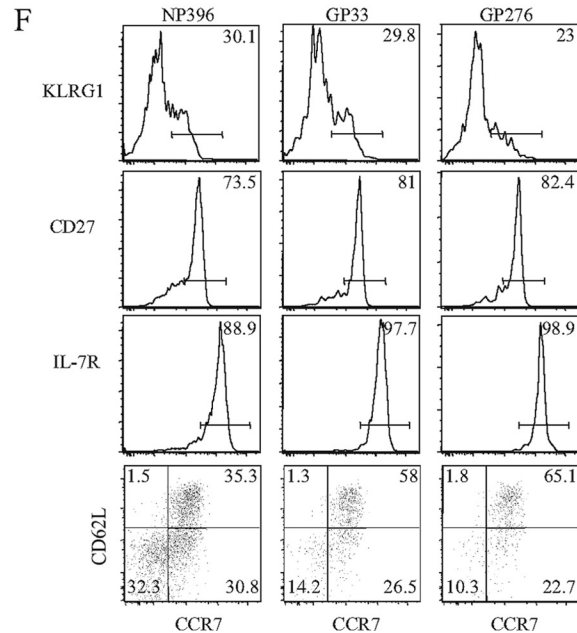 F
NP396 GP33 GP276
KLRG1 30.1 29.8 23
CD27 73.5 81 82.4
IL-7R 88.9 97.7 98.9
CD62L
1.5 35.3 1.3 58 1.8 65.1
32.3 30.8 14.2 26.5 10.3 22.7
CCR7 CCR7 CCR7